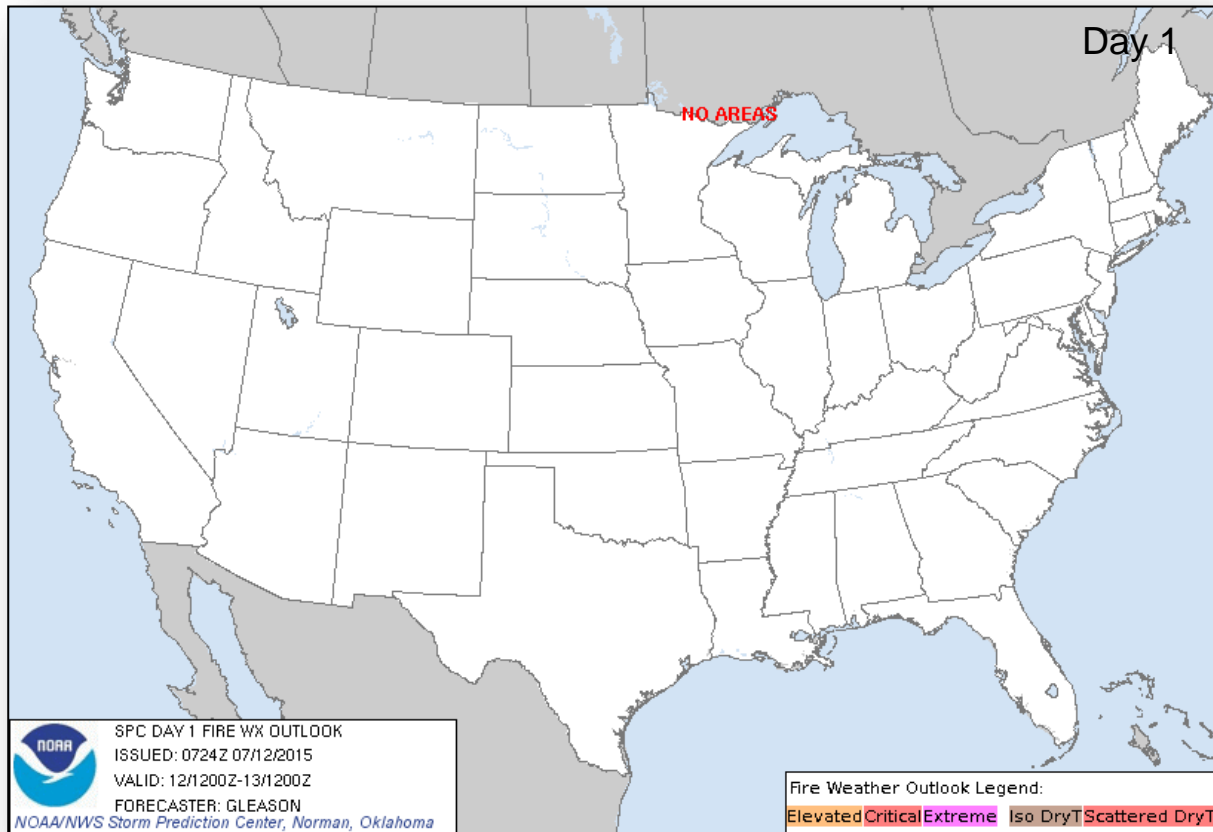 Day 1
NO AREAS
NOAA
SPC DAY 1 FIRE WX OUTLOOK
ISSUED: 0724Z 07/12/2015
VALID: 12/1200Z-13/1200Z
FORECASTER: GLEASON
NOAA/NWS Storm Prediction Center, Norman, Oklahoma
Fire Weather Outlook Legend:
Elevated Critical Extreme Iso DryT Scattered DryT